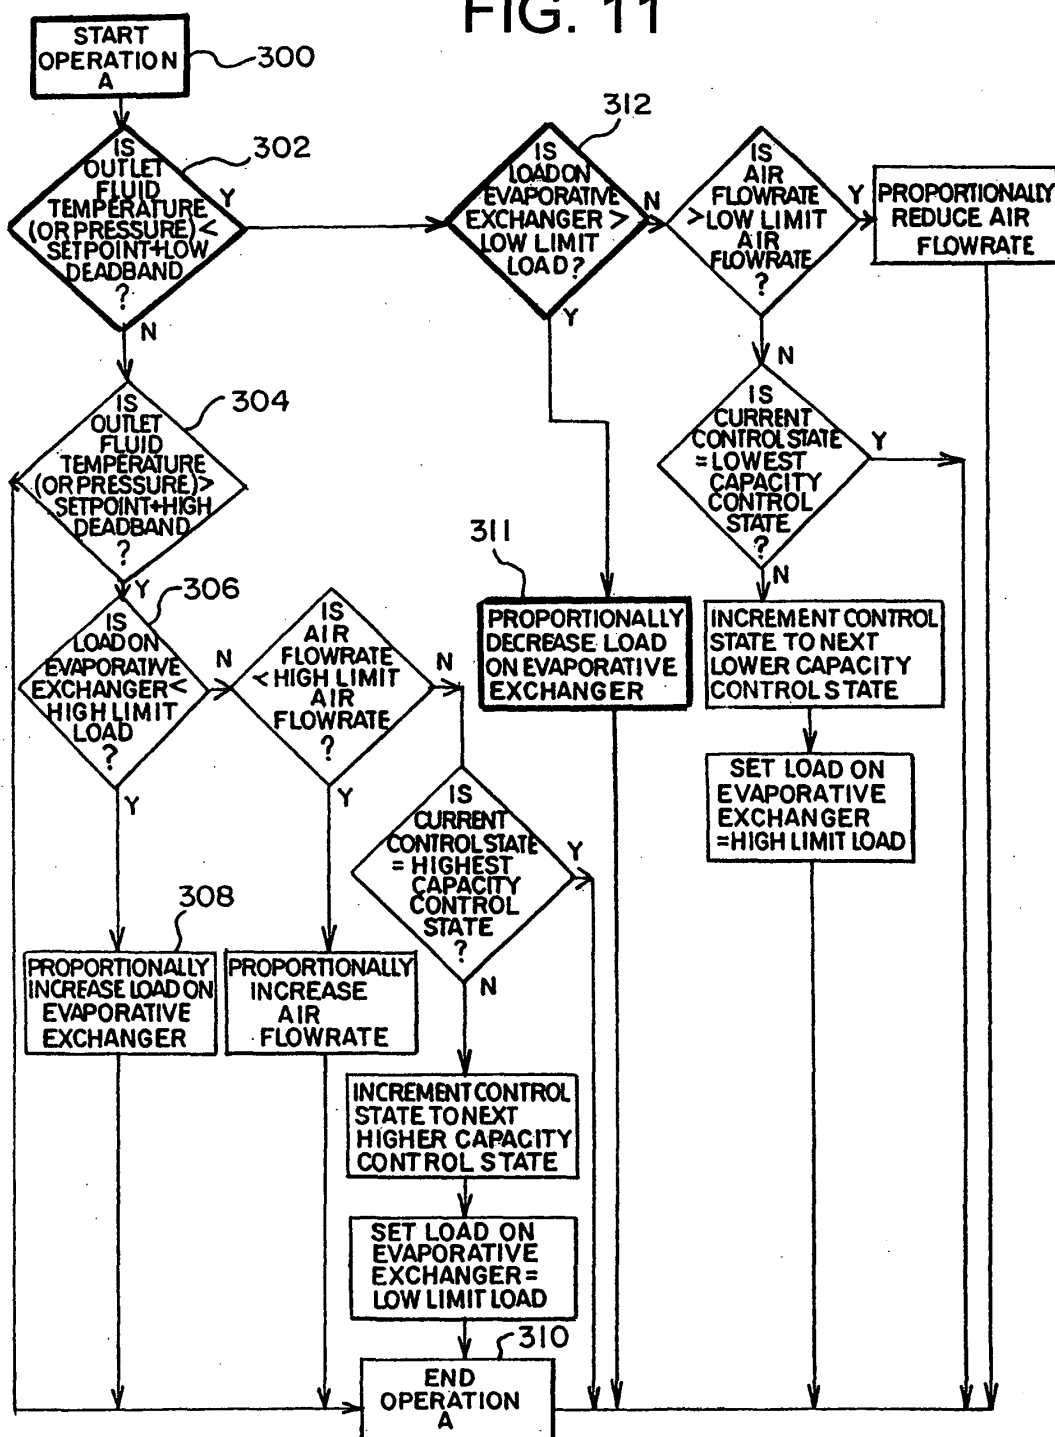 FIG. 11
START
OPERATION
A
300
IS
OUTLET
FLUID
TEMPERATURE
(OR PRESSURE)<
SETPOINT+LOW
DEADBAND
?
302
Y
N
312
IS
LOAD ON
EVAPORATIVE
EXCHANGER >
LOW LIMIT
LOAD?
N
Y
IS
AIR
FLOWRATE
>LOW LIMIT
AIR
FLOWRATE
?
Y
N
PROPORTIONALLY
REDUCE AIR
FLOWRATE
IS
OUTLET
FLUID
TEMPERATURE
(OR PRESSURE)>
SETPOINT+HIGH
DEADBAND
?
304
Y
IS
CURRENT
CONTROL STATE
=LOWEST
CAPACITY
CONTROL
STATE
?
Y
N
311
PROPORTIONALLY
DECREASE LOAD
ON EVAPORATIVE
EXCHANGER
INCREMENT CONTROL
STATE TO NEXT
LOWER CAPACITY
CONTROL STATE
SET LOAD ON
EVAPORATIVE
EXCHANGER
=HIGH LIMIT LOAD
306
IS
LOAD ON
EVAPORATIVE
EXCHANGER<
HIGH LIMIT
LOAD
?
N
Y
IS
AIR
FLOWRATE
<HIGH LIMIT
AIR
FLOWRATE
?
N
Y
IS
CURRENT
CONTROL STATE
=HIGHEST
CAPACITY
CONTROL
STATE
?
Y
N
308
PROPORTIONALLY
INCREASE LOAD ON
EVAPORATIVE
EXCHANGER
PROPORTIONALLY
INCREASE
AIR
FLOWRATE
INCREMENT CONTROL
STATE TO NEXT
HIGHER CAPACITY
CONTROL STATE
SET LOAD ON
EVAPORATIVE
EXCHANGER=
LOW LIMIT LOAD
310
END
OPERATION
A